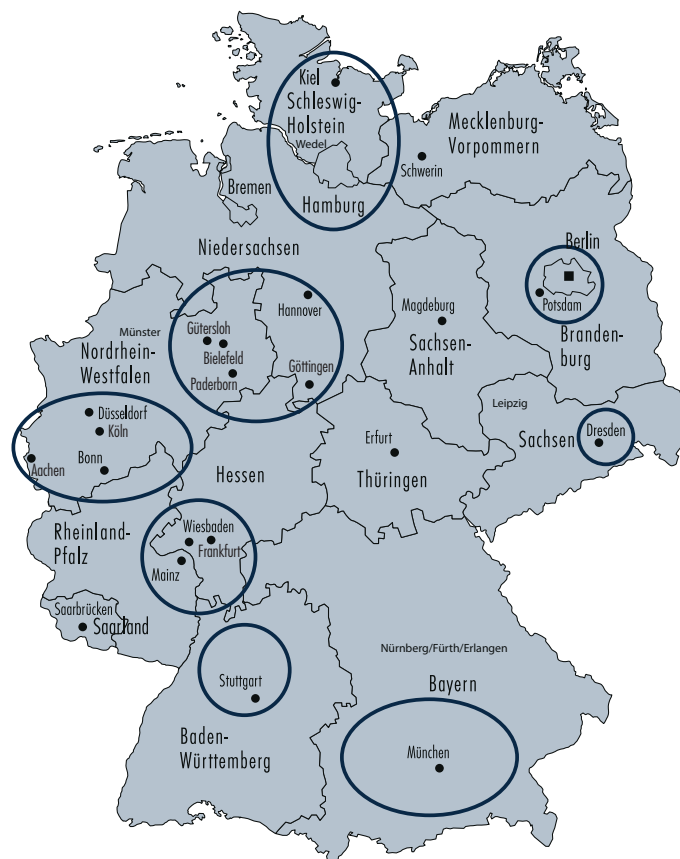 Kiel
Schleswig-
Holstein
Wedel
Mecklenburg-
Vorpommern
Schwerin
Bremen
Hamburg
Niedersachsen
Berlin
Potsdam
Branden-
burg
Hannover
Magdeburg
Sachsen-
Anhalt
Münster
Nordrhein-
Westfalen
Gütersloh
Bielefeld
Paderborn
Göttingen
Leipzig
Düsseldorf
Köln
Aachen
Bonn
Sachsen
Dresden
Erfurt
Thüringen
Hessen
Rheinland-
Pfalz
Wiesbaden
Frankfurt
Mainz
Saarbrücken
Saarland
Nürnberg/Fürth/Erlangen
Bayern
Stuttgart
Baden-
Württemberg
München